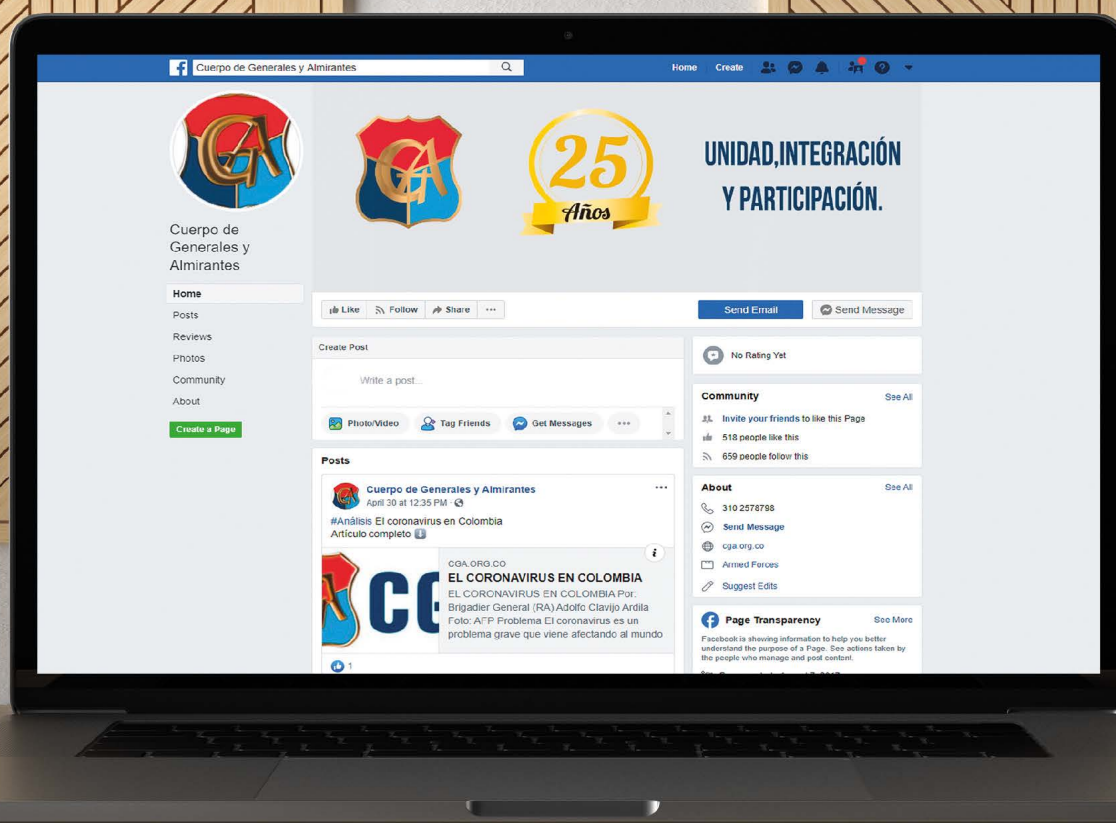 Cuerpo de Generales y Almirantes
Home Create
CGA
Cuerpo de
Generales y
Almirantes
Home
Posts
Reviews
Photos
Community
About
Create a Page
CGA
25
Años
UNIDAD,INTEGRACIÓN
Y PARTICIPACIÓN.
Like Follow Share ...
Send Email Send Message
Create Post
Write a post...
Photo/Video Tag Friends Get Messages ...
Posts
Cuerpo de Generales y Almirantes ...
April 30 at 12:35 PM ·
#Análisis El coronavirus en Colombia
Artículo completo
CG
CGA.ORG.CO
EL CORONAVIRUS EN COLOMBIA
EL CORONAVIRUS EN COLOMBIA Por:
Brigadier General (RA) Adolfo Clavijo Ardila
Foto: AFP Problema El coronavirus es un
problema grave que viene afectando al mundo
1
No Rating Yet
Community See All
Invite your friends to like this Page
518 people like this
659 people follow this
About See All
310 2578798
Send Message
cga.org.co
Armed Forces
Suggest Edits
Page Transparency See More
Facebook is showing information to help you better
understand the purpose of a Page. See actions taken by
the people who manage and post content.